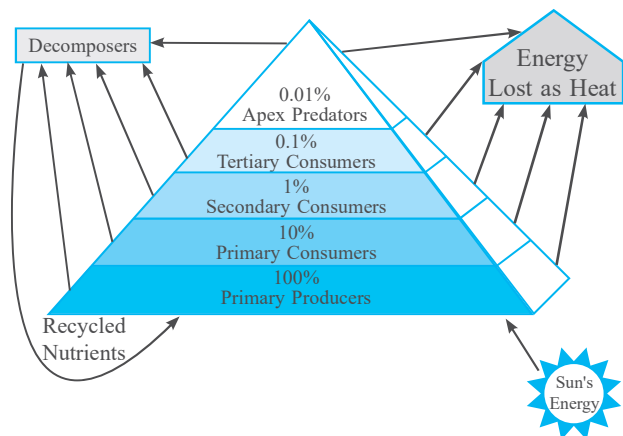 Decomposers
Energy
Lost as Heat
0.01%
Apex Predators
0.1%
Tertiary Consumers
1%
Secondary Consumers
10%
Primary Consumers
100%
Primary Producers
Recycled
Nutrients
Sun's
Energy